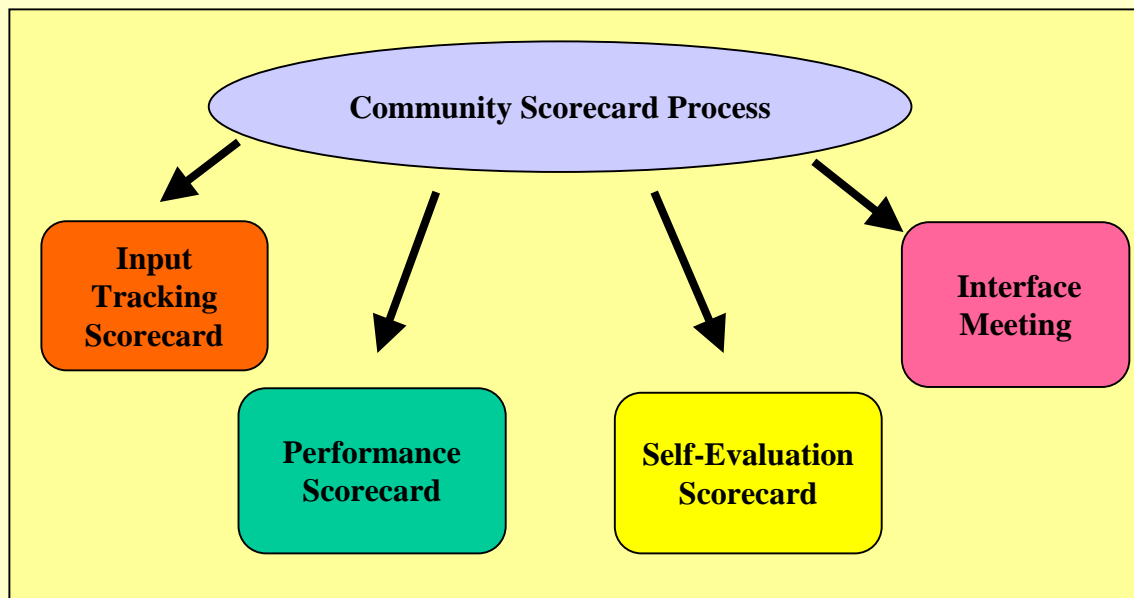 Community Scorecard Process
Input
Tracking
Scorecard
Performance
Scorecard
Self-Evaluation
Scorecard
Interface
Meeting